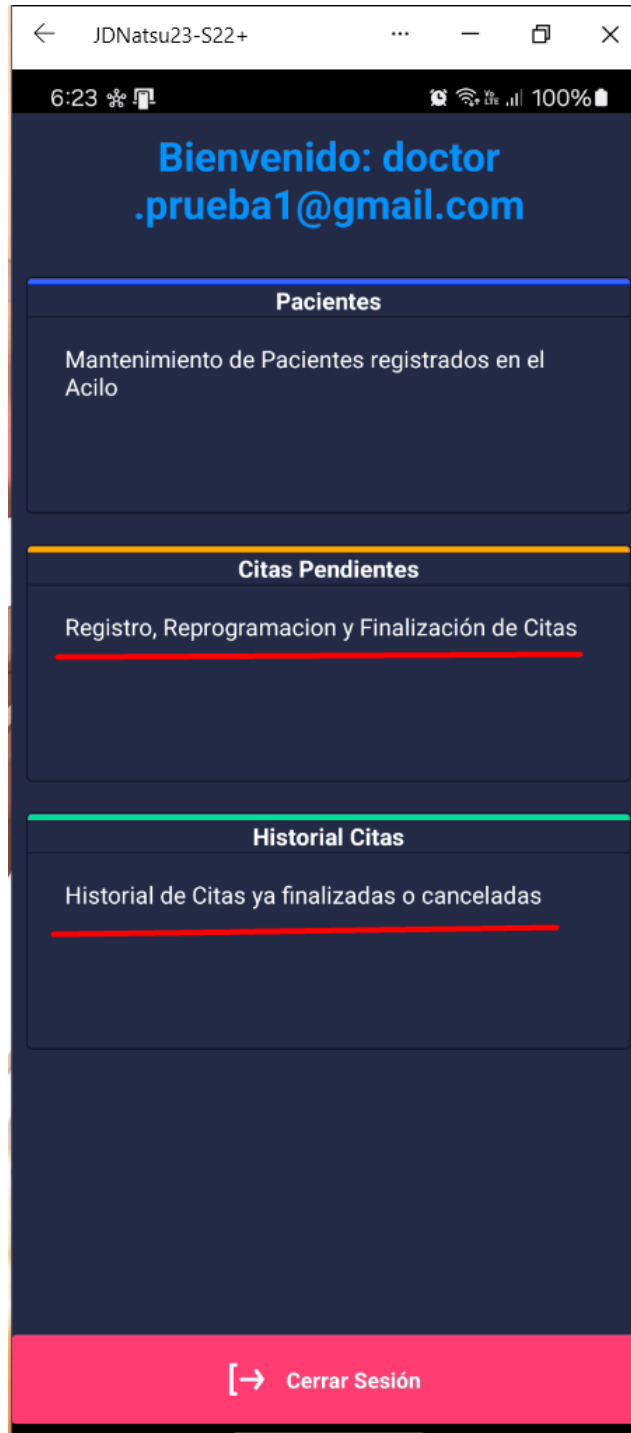 JDNatsu23-S22+
6:23
100%
Bienvenido: doctor
.prueba1@gmail.com
Pacientes
Mantenimiento de Pacientes registrados en el
Acilo
Citas Pendientes
Registro, Reprogramacion y Finalización de Citas
Historial Citas
Historial de Citas ya finalizadas o canceladas
Cerrar Sesión